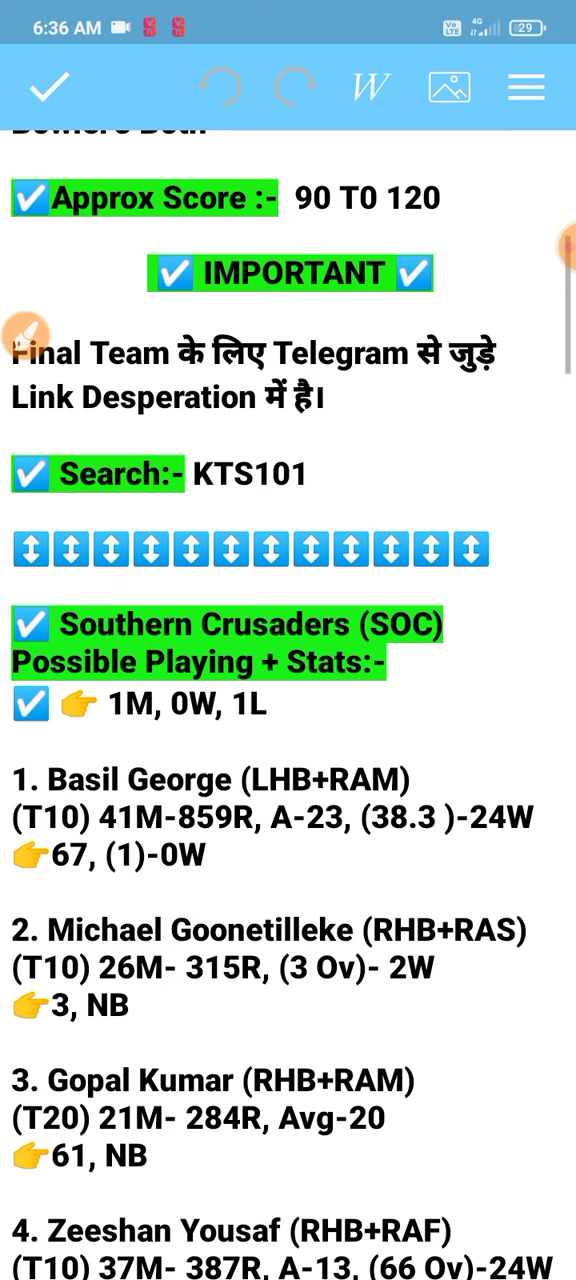 6:36 AM
Vo LTE 4G 29
W
✅Approx Score :- 90 T0 120
✅ IMPORTANT ✅
Final Team के लिए Telegram से जुड़े
Link Desperation में है।
✅ Search:- KTS101
↕️↕️↕️↕️↕️↕️↕️↕️↕️↕️↕️↕️
✅ Southern Crusaders (SOC)
Possible Playing + Stats:-
✅ 👉 1M, 0W, 1L
1. Basil George (LHB+RAM)
(T10) 41M-859R, A-23, (38.3 )-24W
👉67, (1)-0W
2. Michael Goonetilleke (RHB+RAS)
(T10) 26M- 315R, (3 Ov)- 2W
👉3, NB
3. Gopal Kumar (RHB+RAM)
(T20) 21M- 284R, Avg-20
👉61, NB
4. Zeeshan Yousaf (RHB+RAF)
(T10) 37M- 387R, A-13, (66 Ov)-24W